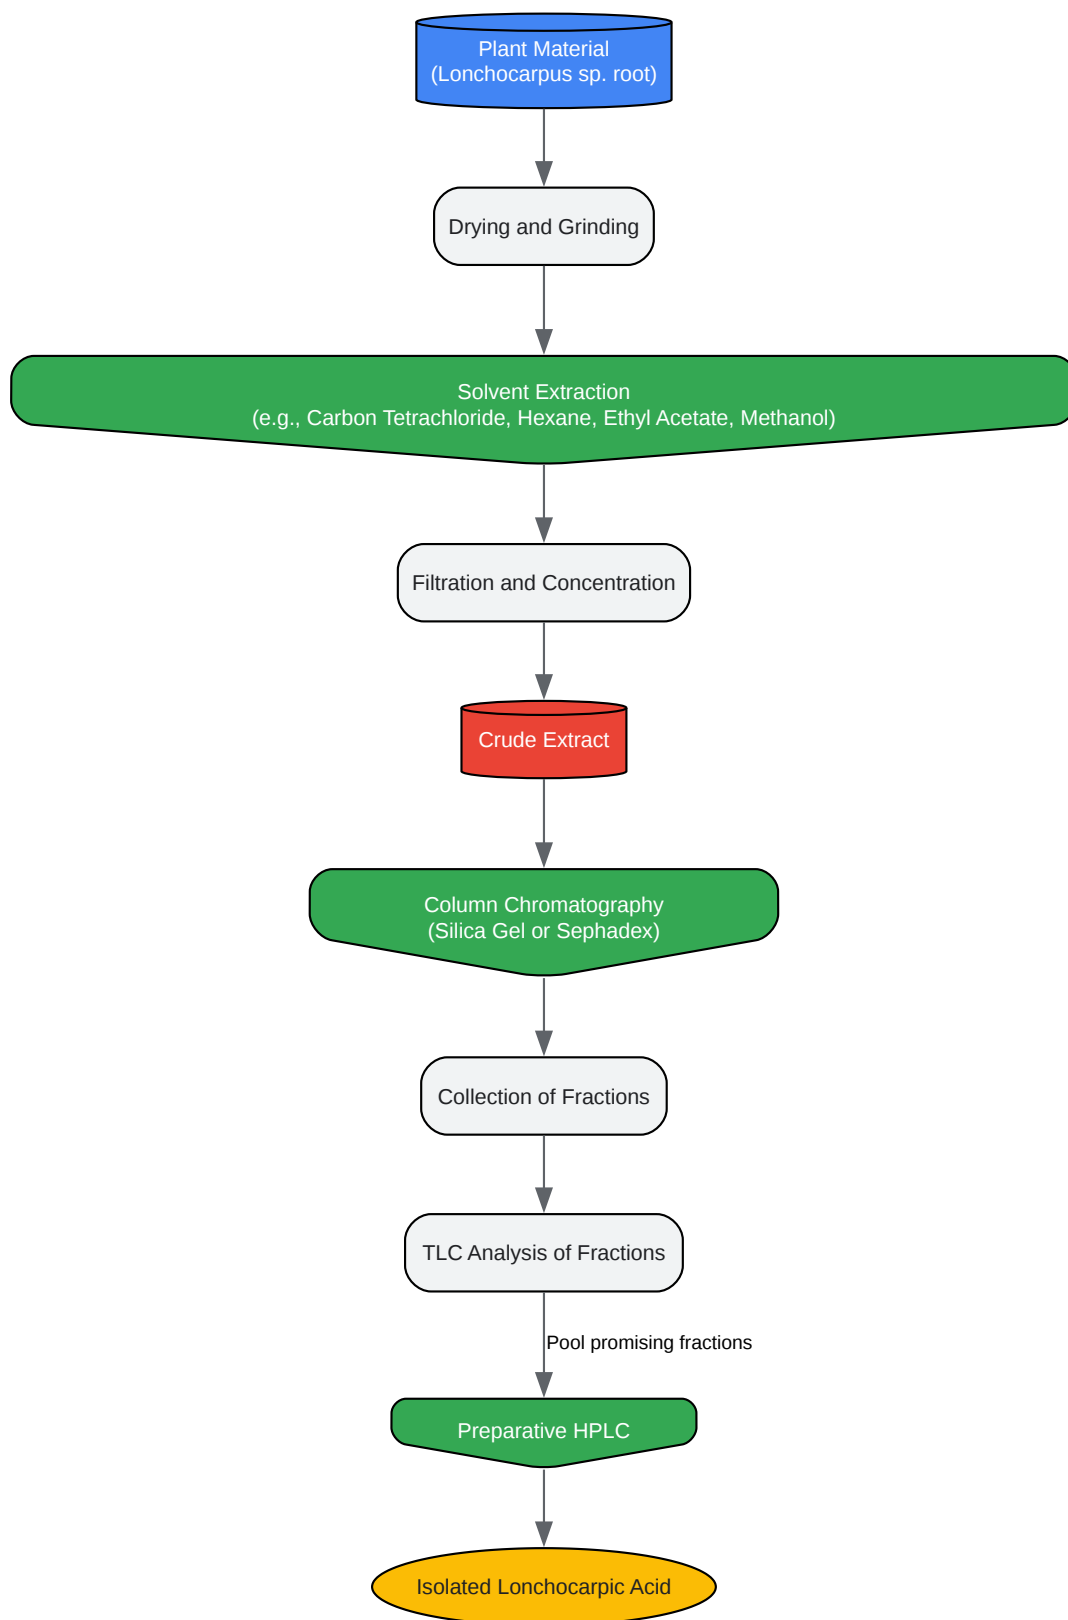 Plant Material
(Lonchocarpus sp. root)
Drying and Grinding
Solvent Extraction
(e.g., Carbon Tetrachloride, Hexane, Ethyl Acetate, Methanol)
Filtration and Concentration
Crude Extract
Column Chromatography
(Silica Gel or Sephadex)
Collection of Fractions
TLC Analysis of Fractions
Pool promising fractions
Preparative HPLC
Isolated Lonchocarpic Acid